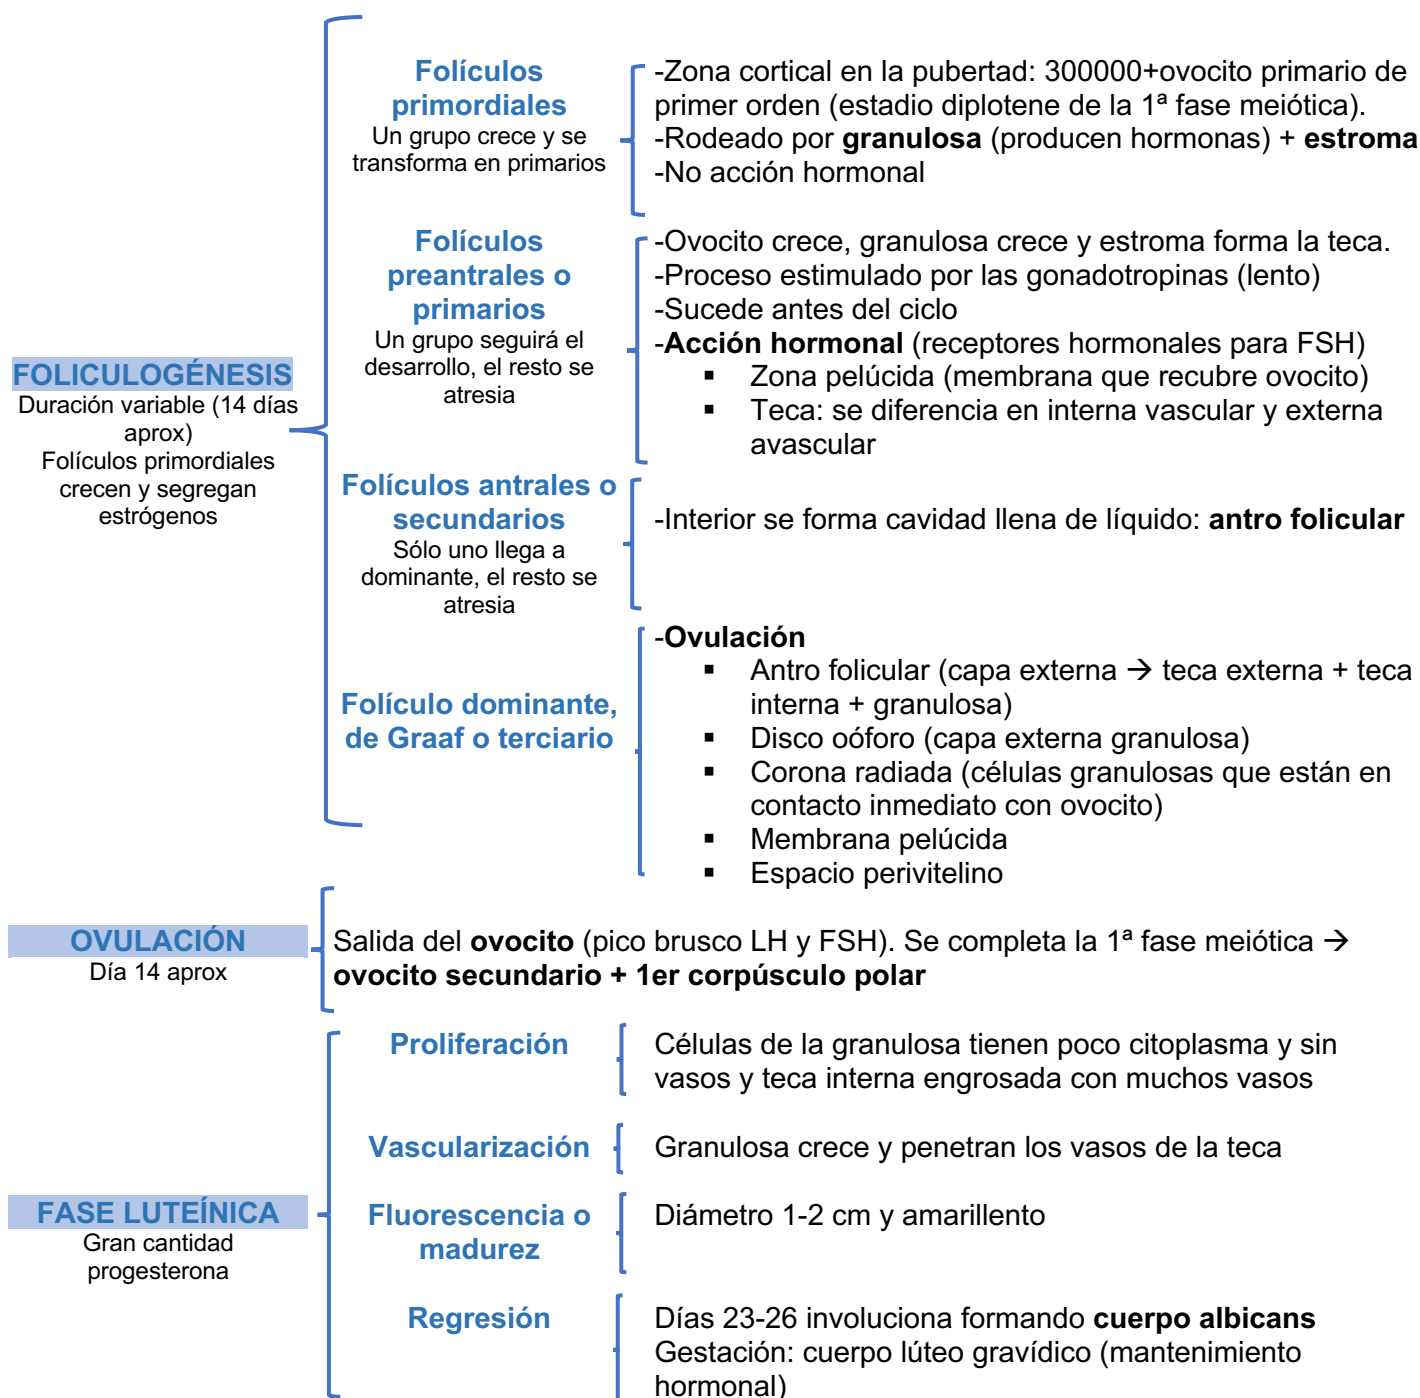 FOLICULOGÉNESIS
Duración variable (14 días
aprox)
Folículos primordiales
crecen y segregan
estrógenos
Folículos
primordiales
Un grupo crece y se
transforma en primarios
-Zona cortical en la pubertad: 300000+ovocito primario de
primer orden (estadio diplotene de la 1ª fase meiótica).
-Rodeado por granulosa (producen hormonas) + estroma
-No acción hormonal
Folículos
preantrales o
primarios
Un grupo seguirá el
desarrollo, el resto se
atresia
-Ovocito crece, granulosa crece y estroma forma la teca.
-Proceso estimulado por las gonadotropinas (lento)
-Sucede antes del ciclo
-Acción hormonal (receptores hormonales para FSH)
▪ Zona pelúcida (membrana que recubre ovocito)
▪ Teca: se diferencia en interna vascular y externa
avascular
Folículos antrales o
secundarios
Sólo uno llega a
dominante, el resto se
atresia
-Interior se forma cavidad llena de líquido: antro folicular
Folículo dominante,
de Graaf o terciario
-Ovulación
▪ Antro folicular (capa externa → teca externa + teca
interna + granulosa)
▪ Disco oóforo (capa externa granulosa)
▪ Corona radiada (células granulosas que están en
contacto inmediato con ovocito)
▪ Membrana pelúcida
▪ Espacio perivitelino
OVULACIÓN
Día 14 aprox
Salida del ovocito (pico brusco LH y FSH). Se completa la 1ª fase meiótica →
ovocito secundario + 1er corpúsculo polar
FASE LUTEÍNICA
Gran cantidad
progesterona
Proliferación
Células de la granulosa tienen poco citoplasma y sin
vasos y teca interna engrosada con muchos vasos
Vascularización
Granulosa crece y penetran los vasos de la teca
Fluorescencia o
madurez
Diámetro 1-2 cm y amarillento
Regresión
Días 23-26 involuciona formando cuerpo albicans
Gestación: cuerpo lúteo gravídico (mantenimiento
hormonal)